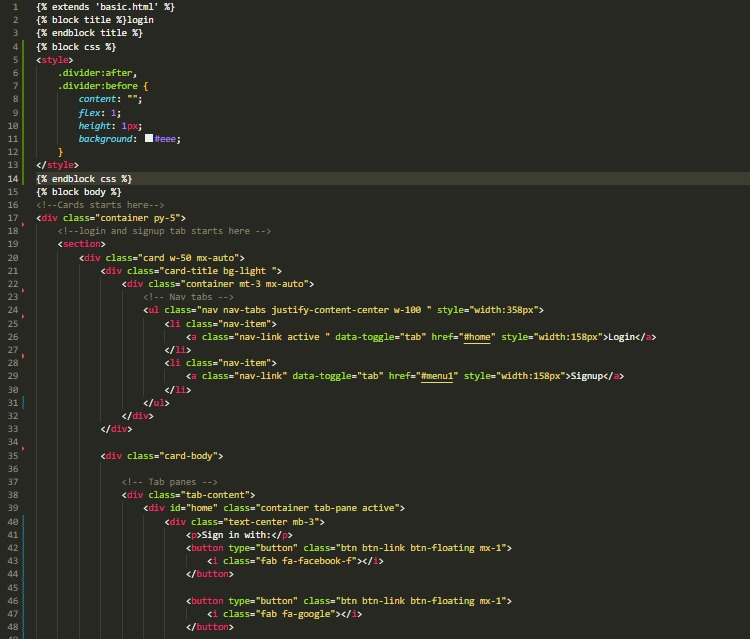 1 {% extends 'basic.html' %}
2 {% block title %}login
3 {% endblock title %}
4 {% block css %}
5 <style>
6 .divider:after,
7 .divider:before {
8 content: "";
9 flex: 1;
10 height: 1px;
11 background: #eee;
12 }
13 </style>
14 {% endblock css %}
15 {% block body %}
16 <!--Cards starts here-->
17 <div class="container py-5">
18 <!--login and signup tab starts here -->
19 <section>
20 <div class="card w-50 mx-auto">
21 <div class="card-title bg-light ">
22 <div class="container mt-3 mx-auto">
23 <!-- Nav tabs -->
24 <ul class="nav nav-tabs justify-content-center w-100 " style="width:358px">
25 <li class="nav-item">
26 <a class="nav-link active " data-toggle="tab" href="#home" style="width:158px">Login</a>
27 </li>
28 <li class="nav-item">
29 <a class="nav-link" data-toggle="tab" href="#menu1" style="width:158px">Signup</a>
30 </li>
31 </ul>
32 </div>
33 </div>
34
35 <div class="card-body">
36
37 <!-- Tab panes -->
38 <div class="tab-content">
39 <div id="home" class="container tab-pane active">
40 <div class="text-center mb-3">
41 <p>Sign in with:</p>
42 <button type="button" class="btn btn-link btn-floating mx-1">
43 <i class="fab fa-facebook-f"></i>
44 </button>
45
46 <button type="button" class="btn btn-link btn-floating mx-1">
47 <i class="fab fa-google"></i>
48 </button>